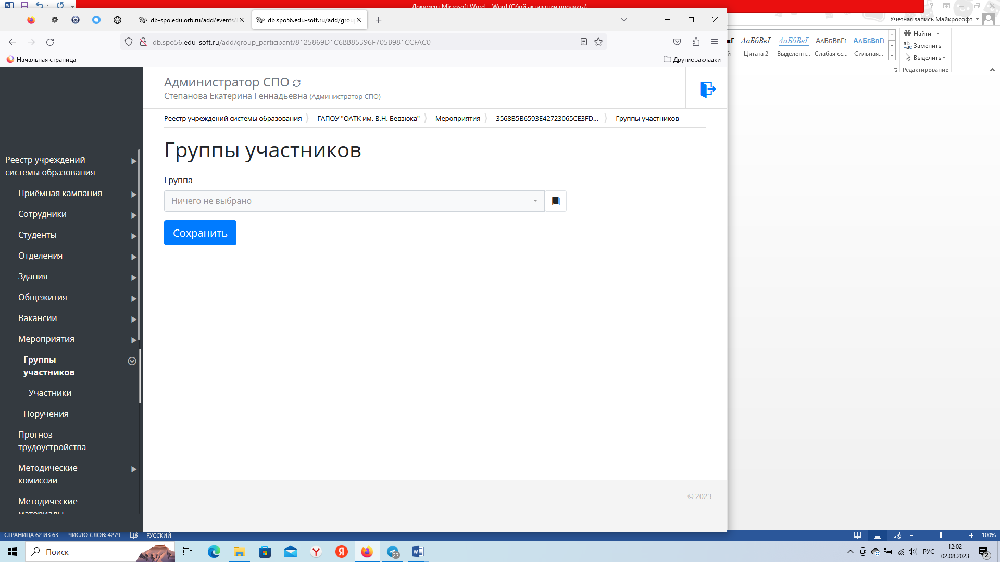 Документ Microsoft Word - Word (Сбой активации продукта)
db-spo.edu.orb.ru/add/events/
db.spo56.edu-soft.ru/add/grou
Учетная запись Майкрософт
db.spo56.edu-soft.ru/add/group_participant/8125869D1C6BB85396F705B981CCFAC0
Начальная страница
Другие закладки
АаБбВвГ АаБбВвГ АаБбВвГг АаБбВвГг
Цитата 2 Выделенн... Слабая сс... Сильная...
Найти
Заменить
Выделить
Редактирование
Администратор СПО
Степанова Екатерина Геннадьевна (Администратор СПО)
Реестр учреждений системы образования
ГАПОУ "ОАТК им. В.Н. Бевзюка"
Мероприятия
3568B5B6593E42723065CE3FD...
Группы участников
Группы участников
Группа
Ничего не выбрано
Сохранить
Реестр учреждений
системы образования
Приёмная кампания
Сотрудники
Студенты
Отделения
Здания
Общежития
Вакансии
Мероприятия
Группы
участников
Участники
Поручения
Прогноз
трудоустройства
Методические
комиссии
Методические
материалы
© 2023
СТРАНИЦА 62 ИЗ 63 ЧИСЛО СЛОВ: 4279 РУССКИЙ
100%
Поиск
27
РУС
12:02
02.08.2023
2